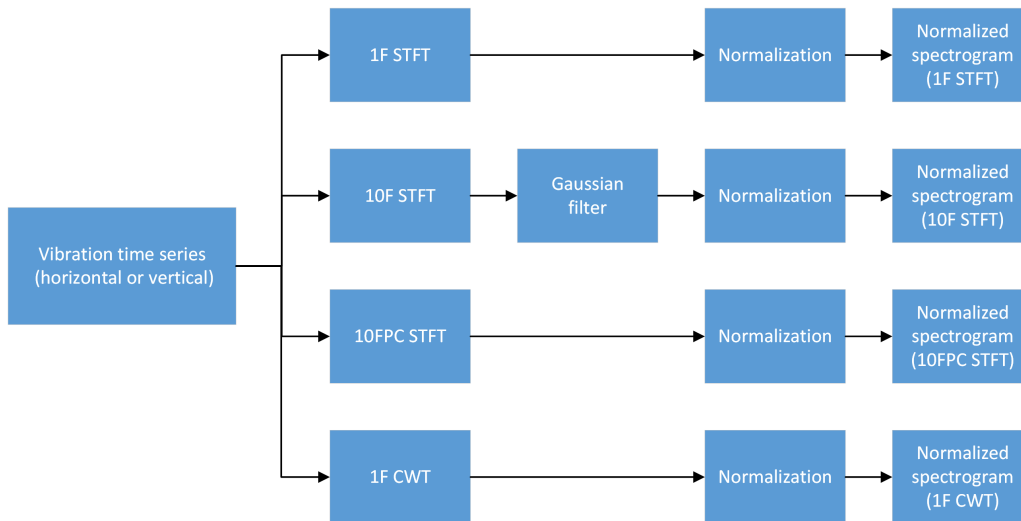 1F STFT
Normalization
Normalized
spectrogram
(1F STFT)
10F STFT
Gaussian
filter
Normalization
Normalized
spectrogram
(10F STFT)
Vibration time series
(horizontal or vertical)
10FPC STFT
Normalization
Normalized
spectrogram
(10FPC STFT)
1F CWT
Normalization
Normalized
spectrogram
(1F CWT)